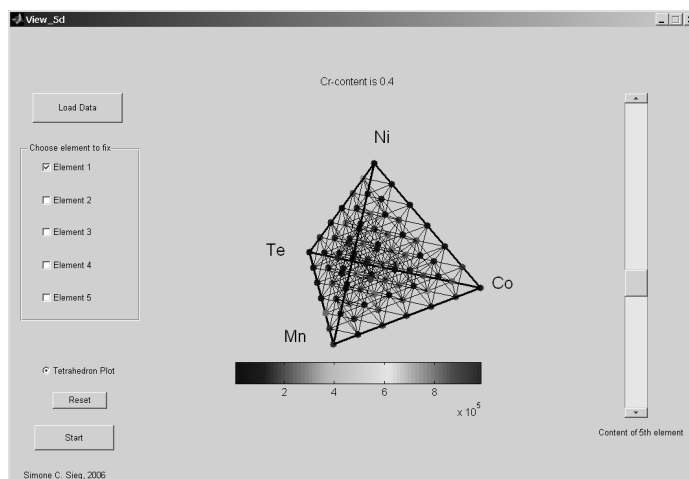 View_5d
Cr-content is 0.4
Load Data
Choose element to fix
Element 1
Element 2
Element 3
Element 4
Element 5
Ni
Te
Co
Mn
2 4 6 8
x 10^5
Tetrahedron Plot
Reset
Start
Content of 5th element
Simone C. Sieg, 2006